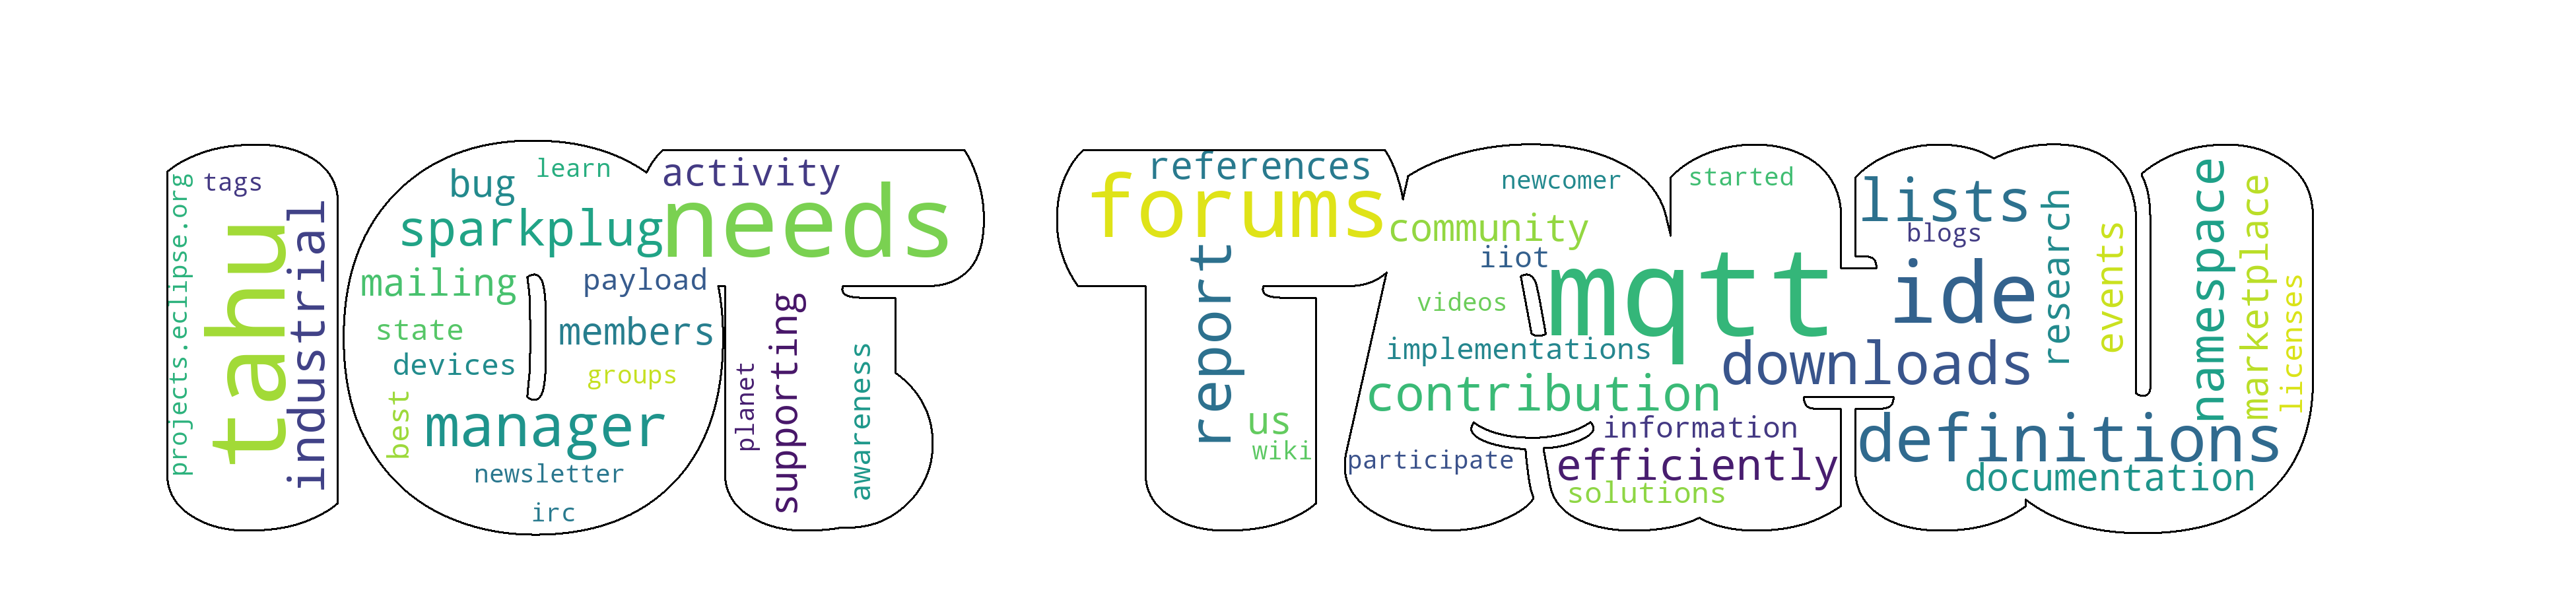 projects.eclipse.org
tags
tahu
industrial
learn
bug
activity
sparkplug
needs
mailing
payload
state
members
devices
groups
best
manager
newsletter
irc
planet
supporting
awareness
references
forums
report
us
wiki
newcomer
started
community
iiot
videos
mqtt
implementations
contribution
downloads
information
participate
efficiently
solutions
lists
blogs
ide
research
events
namespace
marketplace
licenses
definitions
documentation